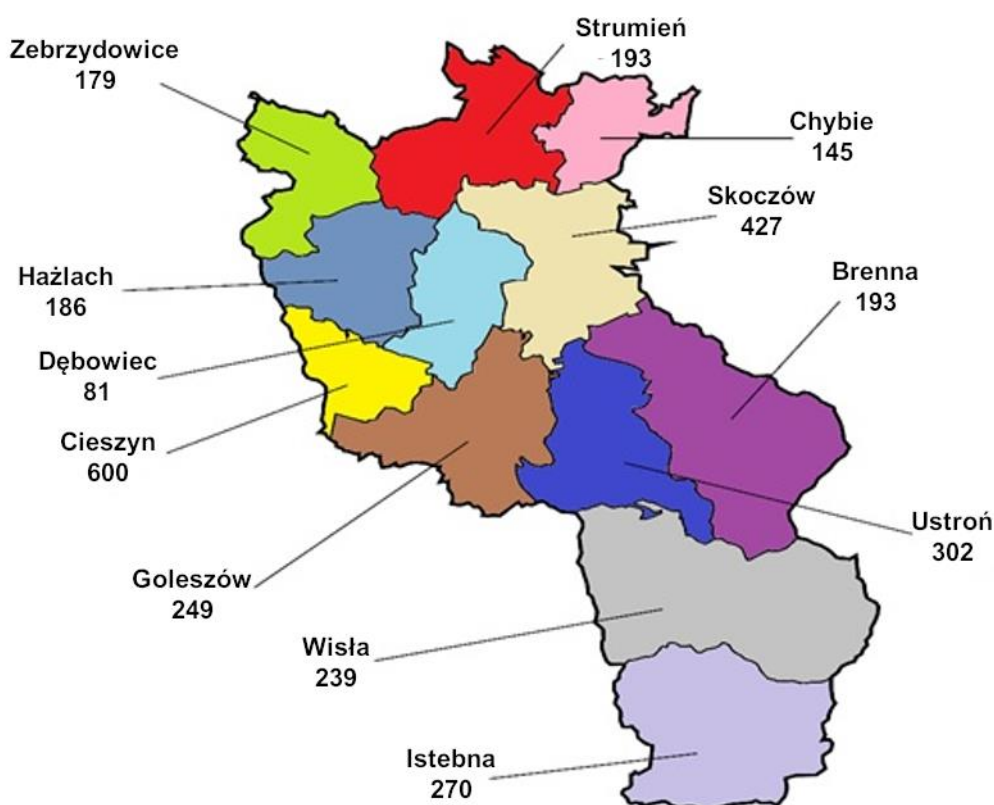 Strumień
193
Zebrzydowice
179
Chybie
145
Skoczów
427
Hażlach
186
Brenna
193
Dębowiec
81
Cieszyn
600
Ustroń
302
Goleszów
249
Wisła
239
Istebna
270